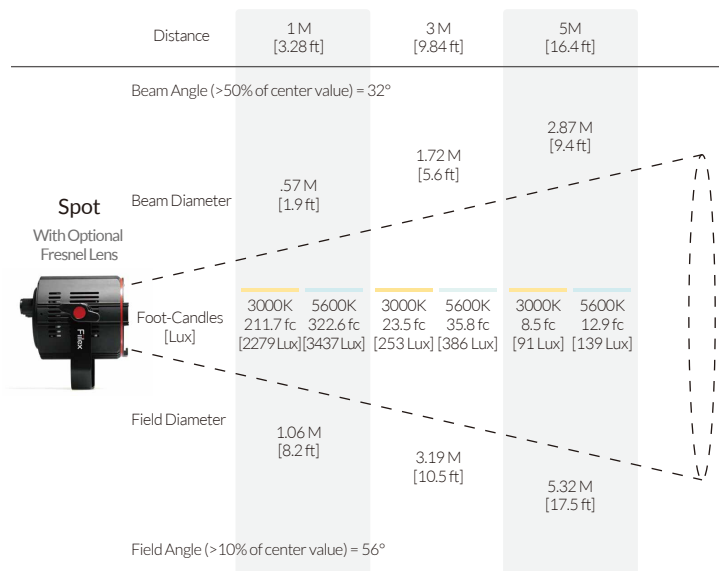 Distance
1 M
[3.28 ft]
3 M
[9.84 ft]
5M
[16.4 ft]
Beam Angle (>50% of center value) = 32°
2.87 M
[9.4 ft]
1.72 M
[5.6 ft]
Beam Diameter
.57 M
[1.9 ft]
Spot
With Optional
Fresnel Lens
Fiilex
Foot-Candles
[Lux]
3000K
211.7 fc
[2279 Lux]
5600K
322.6 fc
[3437 Lux]
3000K
23.5 fc
[253 Lux]
5600K
35.8 fc
[386 Lux]
3000K
8.5 fc
[91 Lux]
5600K
12.9 fc
[139 Lux]
Field Diameter
1.06 M
[8.2 ft]
3.19 M
[10.5 ft]
5.32 M
[17.5 ft]
Field Angle (>10% of center value) = 56°